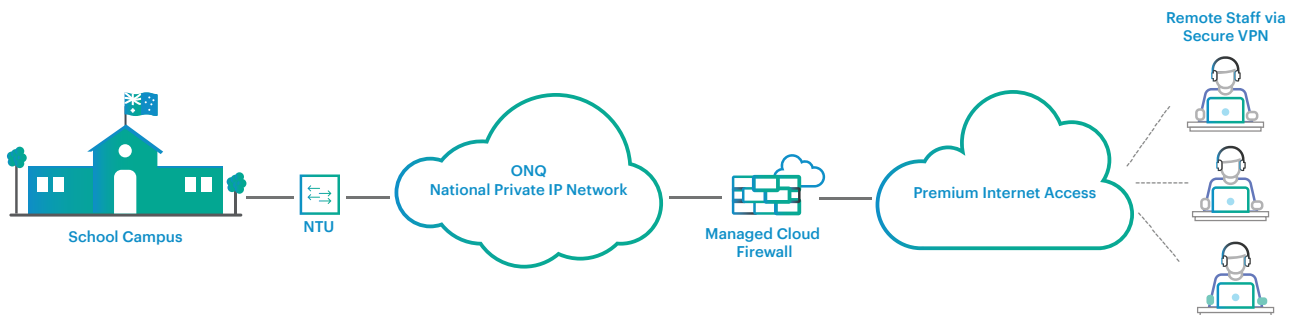 Remote Staff via
Secure VPN
ONQ
National Private IP Network
Premium Internet Access
NTU
School Campus
Managed Cloud
Firewall